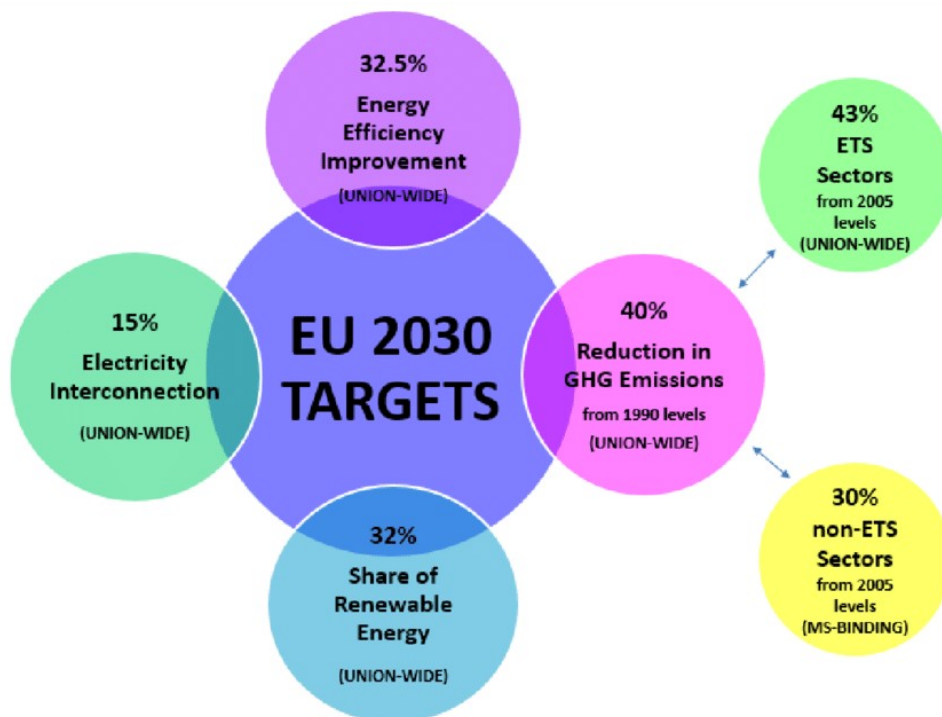 32.5%
Energy
Efficiency
Improvement
(UNION-WIDE)
43%
ETS
Sectors
from 2005
levels
(UNION-WIDE)
15%
Electricity
Interconnection
(UNION-WIDE)
EU 2030
TARGETS
40%
Reduction in
GHG Emissions
from 1990 levels
(UNION-WIDE)
32%
Share of
Renewable
Energy
(UNION-WIDE)
30%
non-ETS
Sectors
from 2005
levels
(MS-BINDING)